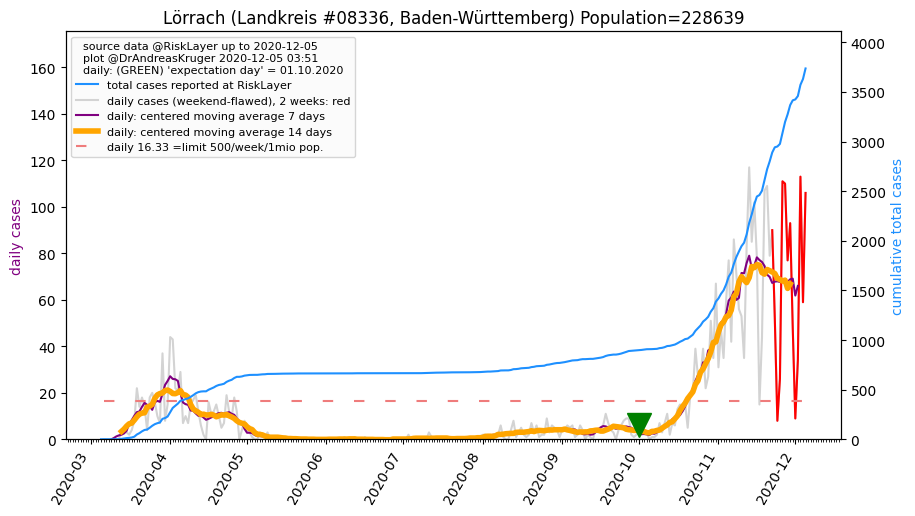 Lörrach (Landkreis #08336, Baden-Württemberg) Population=228639
source data @RiskLayer up to 2020-12-05
plot @DrAndreasKruger 2020-12-05 03:51
daily: (GREEN) 'expectation day' = 01.10.2020
total cases reported at RiskLayer
daily cases (weekend-flawed), 2 weeks: red
daily: centered moving average 7 days
daily: centered moving average 14 days
daily 16.33 =limit 500/week/1mio pop.
daily cases
160
140
120
100
80
60
40
20
0
cumulative total cases
4000
3500
3000
2500
2000
1500
1000
500
0
2020-03
2020-04
2020-05
2020-06
2020-07
2020-08
2020-09
2020-10
2020-11
2020-12